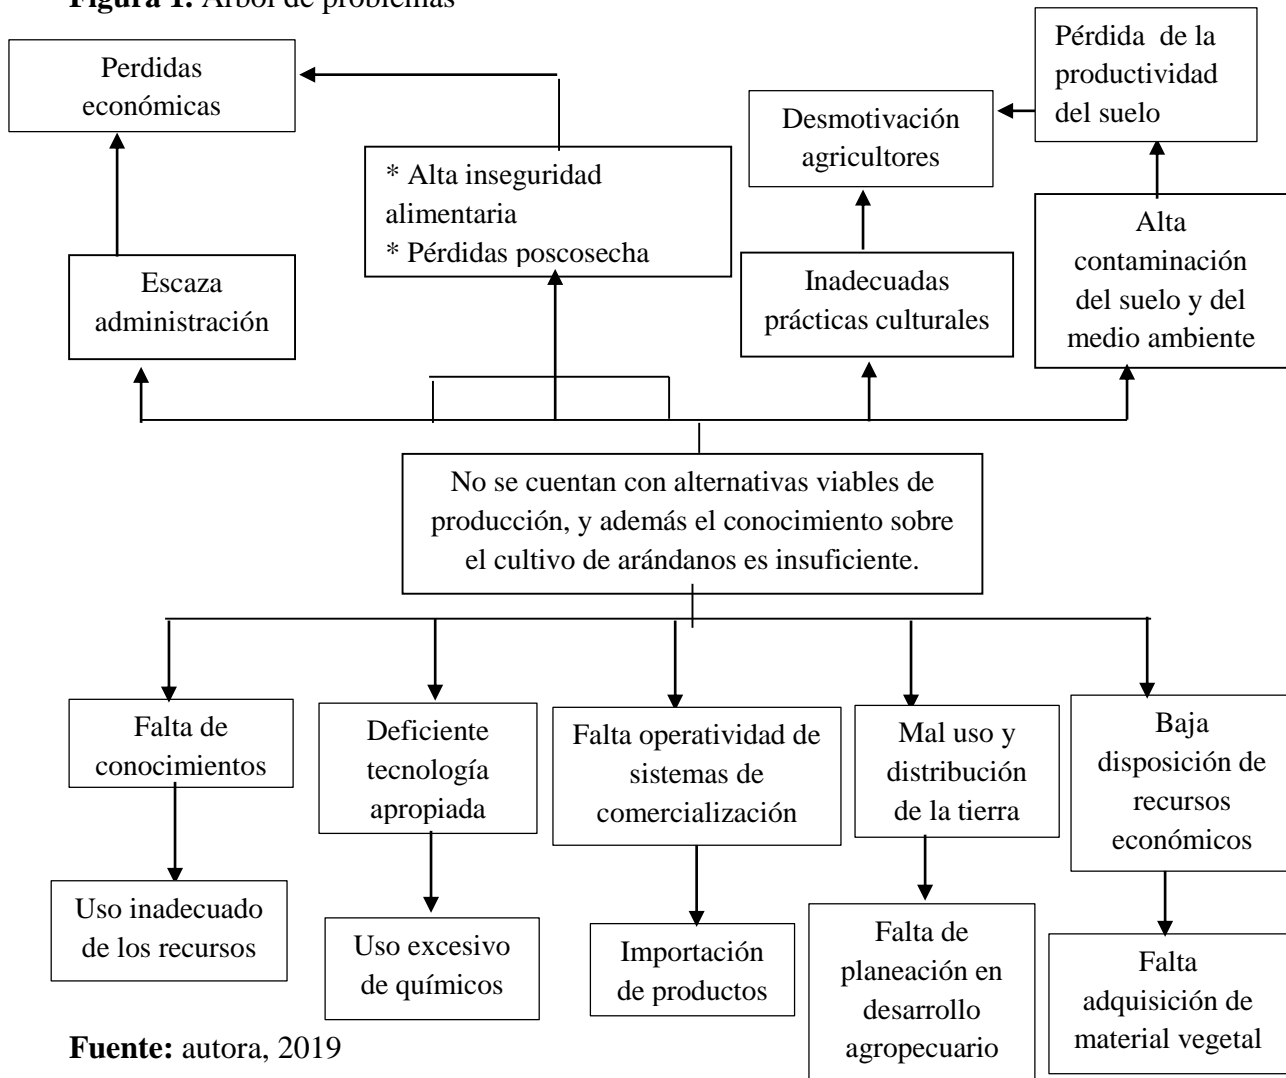 Figura 1. Árbol de problemas
Perdidas
económicas
Pérdida de la
productividad
del suelo
Desmotivación
agricultores
* Alta inseguridad
alimentaria
* Pérdidas poscosecha
Escaza
administración
Inadecuadas
prácticas culturales
Alta
contaminación
del suelo y del
medio ambiente
No se cuentan con alternativas viables de
producción, y además el conocimiento sobre
el cultivo de arándanos es insuficiente.
Falta de
conocimientos
Deficiente
tecnología
apropiada
Falta operatividad de
sistemas de
comercialización
Mal uso y
distribución
de la tierra
Baja
disposición de
recursos
económicos
Uso inadecuado
de los recursos
Uso excesivo
de químicos
Importación
de productos
Falta de
planeación en
desarrollo
agropecuario
Falta
adquisición de
material vegetal
Fuente: autora, 2019